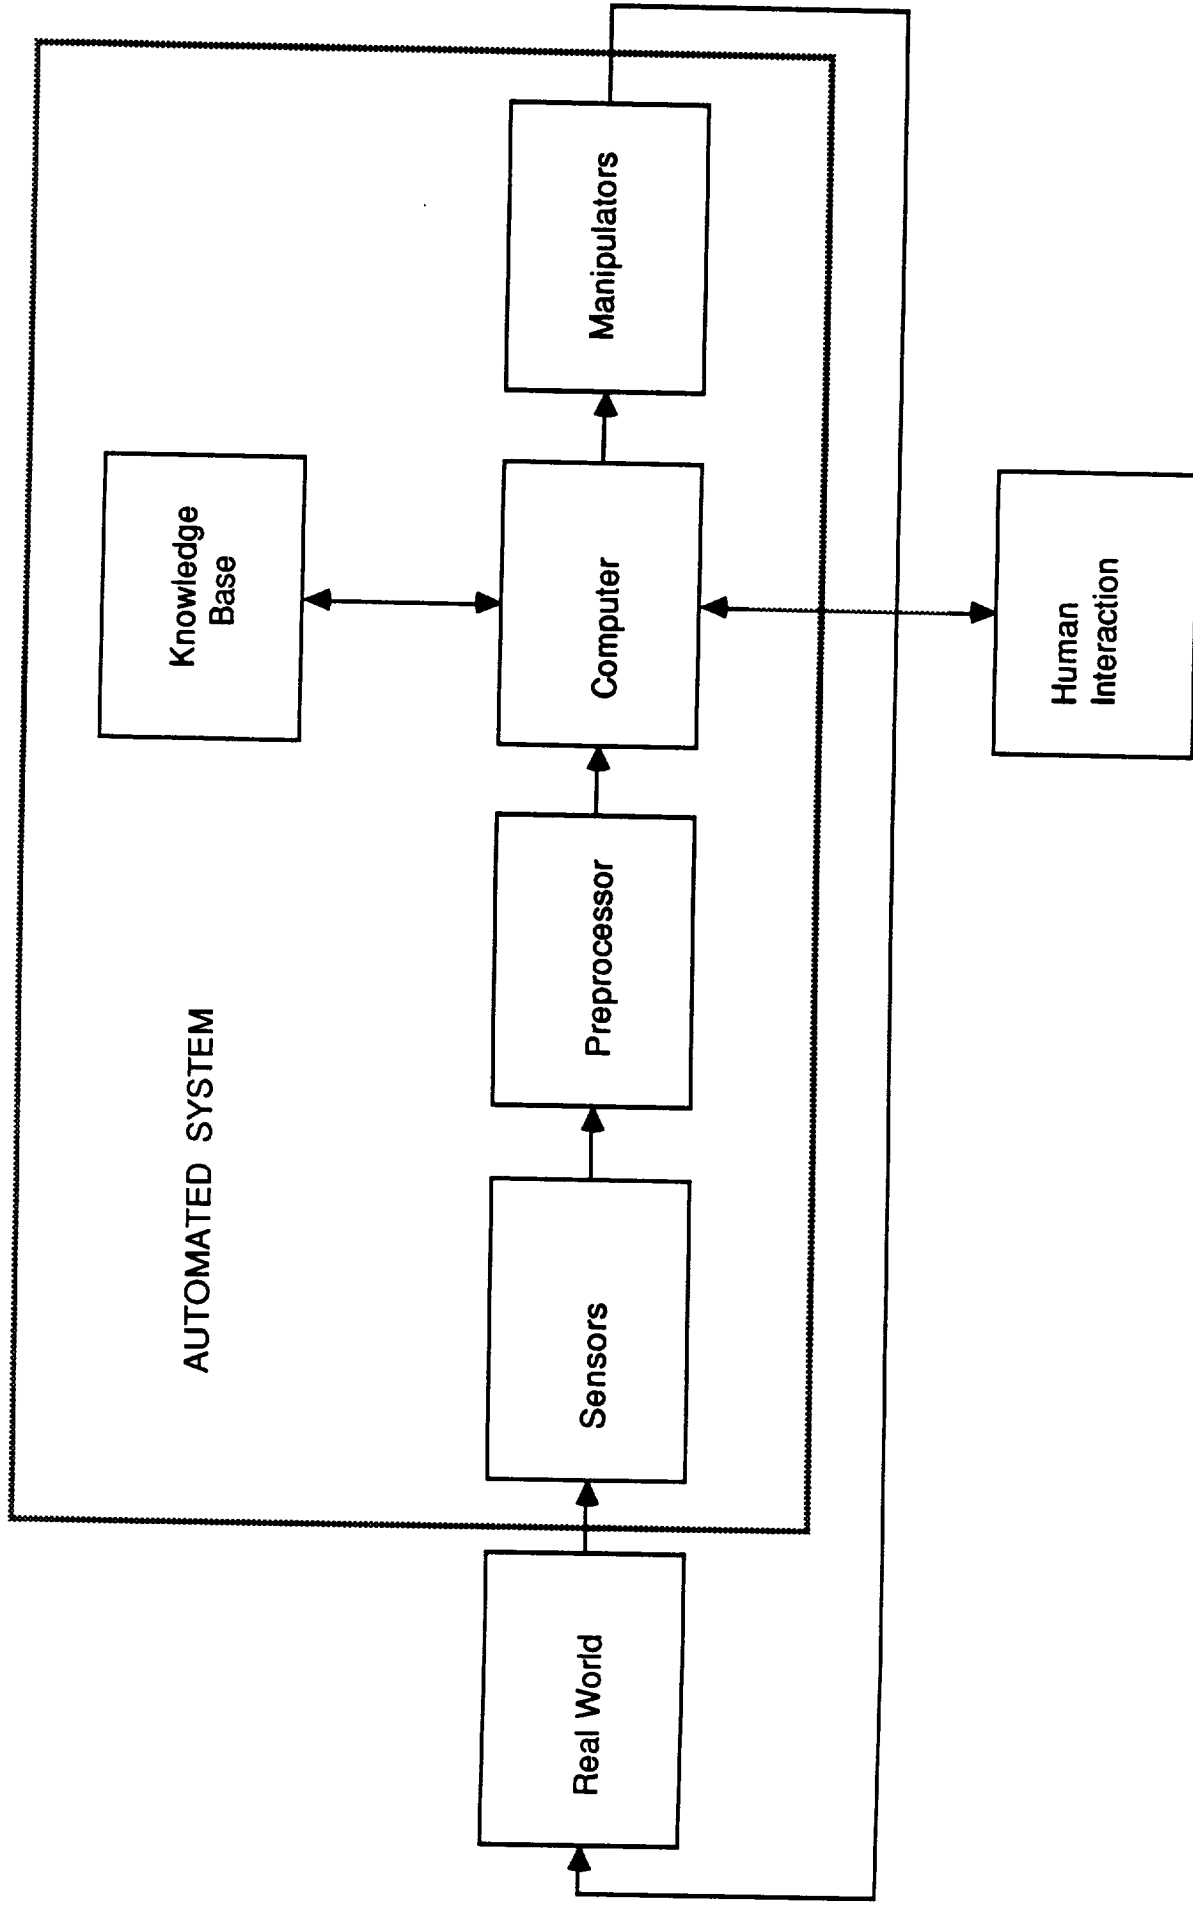 AUTOMATED SYSTEM
Knowledge
Base
Real World
Sensors
Preprocessor
Computer
Manipulators
Human
Interaction